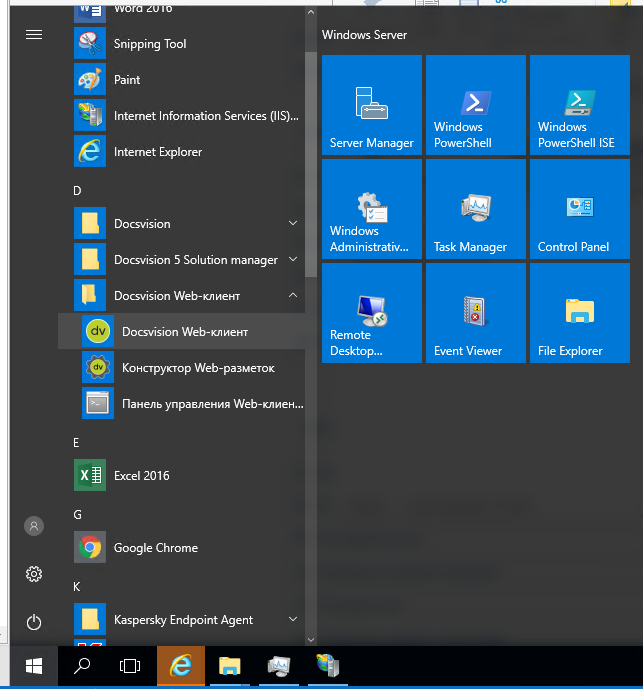 Word 2016
Snipping Tool
Paint
Internet Information Services (IIS)...
Internet Explorer
D
Docsvision
Docsvision 5 Solution manager
Docsvision Web-клиент
dv
Docsvision Web-клиент
dv
Конструктор Web-разметок
Панель управления Web-клиен...
E
Excel 2016
G
Google Chrome
K
Kaspersky Endpoint Agent
Windows Server
Server Manager
Windows
PowerShell
Windows
PowerShell ISE
Windows
Administrativ...
Task Manager
Control Panel
Remote
Desktop...
Event Viewer
File Explorer